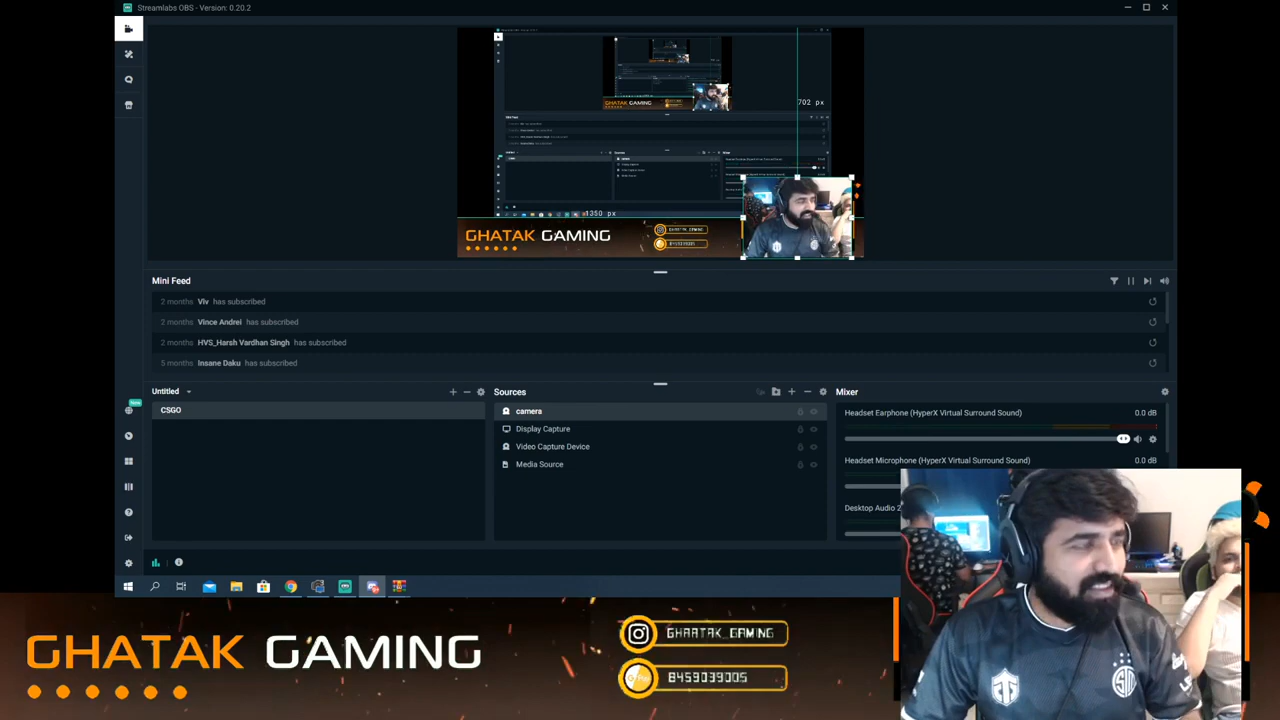 Streamlabs OBS - Version: 0.20.2
702 px
1350 px
GHATAK GAMING
Mini Feed
2 months Viv has subscribed
2 months Vince Andrei has subscribed
2 months HVS_Harsh Vardhan Singh has subscribed
5 months Insane Daku has subscribed
Untitled
CSGO
New
Sources
camera
Display Capture
Video Capture Device
Media Source
Mixer
Headset Earphone (HyperX Virtual Surround Sound) 0.0 dB
Headset Microphone (HyperX Virtual Surround Sound) 0.0 dB
Desktop Audio 2
GHATAK GAMING
GHAATAK_GAMING
8459039005